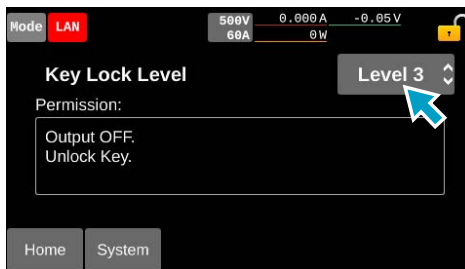 Mode LAN 500V 0.000A -0.05V
60A 0W
Key Lock Level Level 3
Permission:
Output OFF.
Unlock Key.
Home System